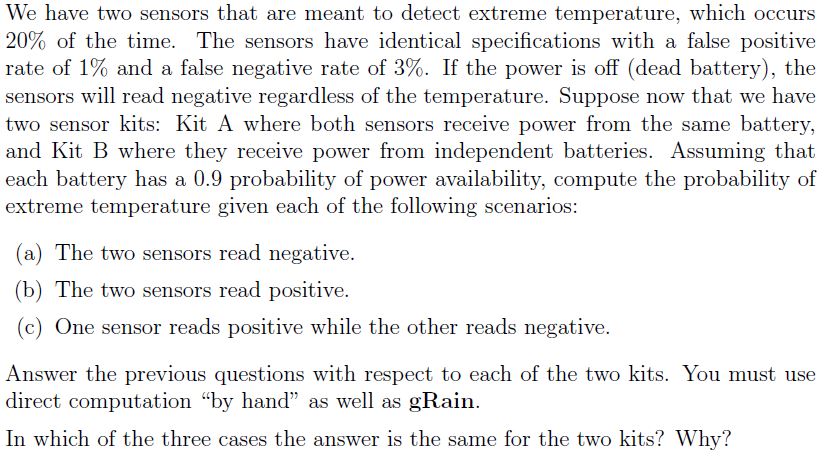 We have two sensors that are meant to detect extreme temperature, which occurs
20% of the time. The sensors have identical specifications with a false positive
rate of 1% and a false negative rate of 3%. If the power is off (dead battery), the
sensors will read negative regardless of the temperature. Suppose now that we have
two sensor kits: Kit A where both sensors receive power from the same battery,
and Kit B where they receive power from independent batteries. Assuming that
each battery has a 0.9 probability of power availability, compute the probability of
extreme temperature given each of the following scenarios:
(a) The two sensors read negative.
(b) The two sensors read positive.
(c) One sensor reads positive while the other reads negative.
Answer the previous questions with respect to each of the two kits. You must use
direct computation “by hand” as well as gRain.
In which of the three cases the answer is the same for the two kits? Why?